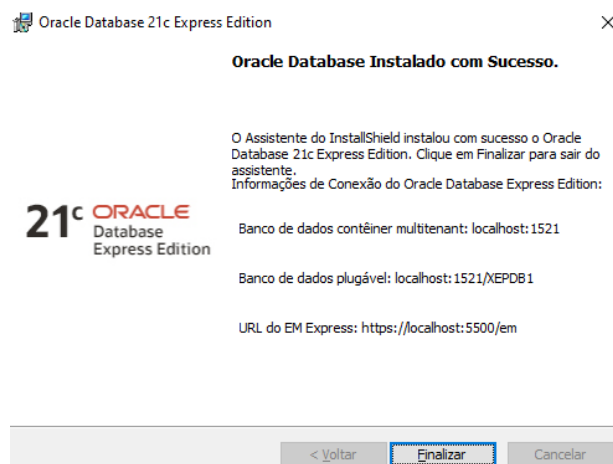 Oracle Database 21c Express Edition
Oracle Database Instalado com Sucesso.
O Assistente do InstallShield instalou com sucesso o Oracle
Database 21c Express Edition. Clique em Finalizar para sair do
assistente.
Informações de Conexão do Oracle Database Express Edition:
21c ORACLE
Database
Express Edition
Banco de dados contêiner multitenant: localhost:1521
Banco de dados plugável: localhost:1521/XEPDB1
URL do EM Express: https://localhost:5500/em
< Voltar
Finalizar
Cancelar